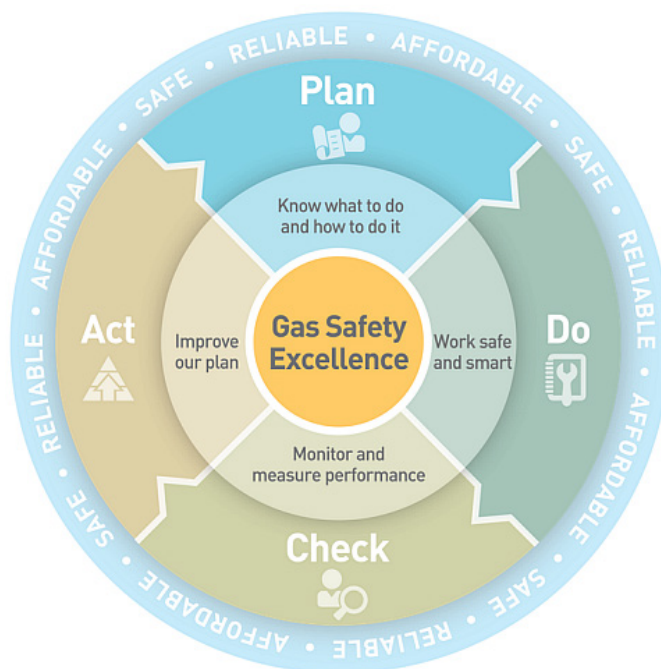 SAFE • RELIABLE • AFFORDABLE • SAFE • RELIABLE • AFFORDABLE • SAFE • RELIABLE • AFFORDABLE • SAFE • RELIABLE • AFFORDABLE •
Plan
Know what to do
and how to do it
Act
Improve
our plan
Gas Safety
Excellence
Work safe
and smart
Do
Monitor and
measure performance
Check